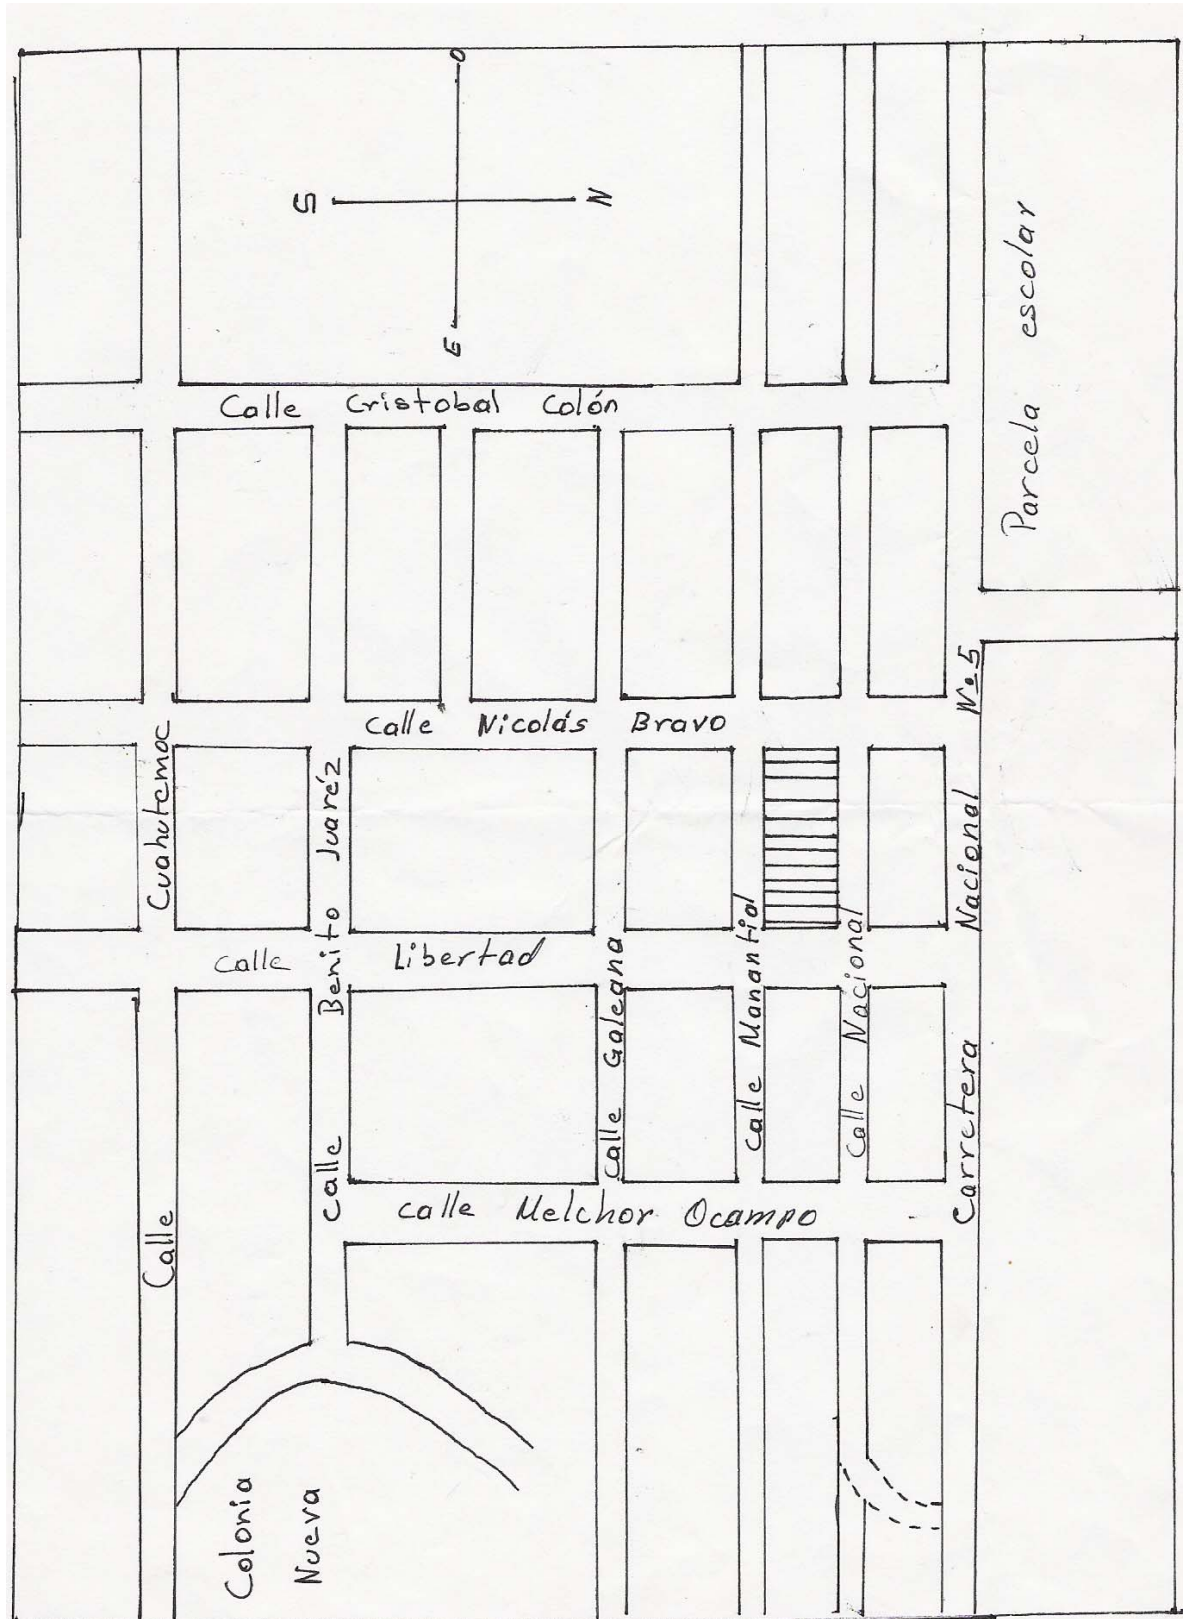 O
S
N
E
Parcela escolar
Calle Cristobal Colón
Calle Nicolás Bravo
Calle Cuahutemoc
Calle Benito Juaréz
Calle Libertad
Calle Galeana
Calle Manantial
Calle Nacional
Carretera Nacional No. 5
Calle Melchor Ocampo
Colonia
Nueva